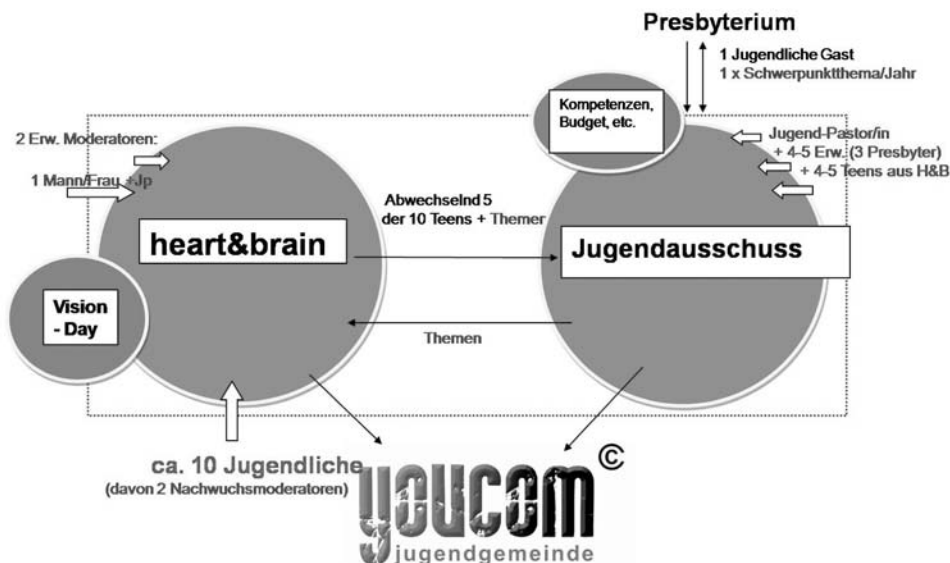 Presbyterium
1 Jugendliche Gast
1 x Schwerpunktthema/Jahr
Kompetenzen,
Budget, etc.
2 Erw. Moderatoren:
1 Mann/Frau +Jp
Jugend-Pastor/in
+ 4-5 Erw. (3 Presbyter)
+ 4-5 Teens aus H&B
Abwechselnd 5
der 10 Teens + Themer
heart&brain
Jugendausschuss
Vision
- Day
Themen
ca. 10 Jugendliche
(davon 2 Nachwuchsmoderatoren)
©
youcom
jugendgemeinde